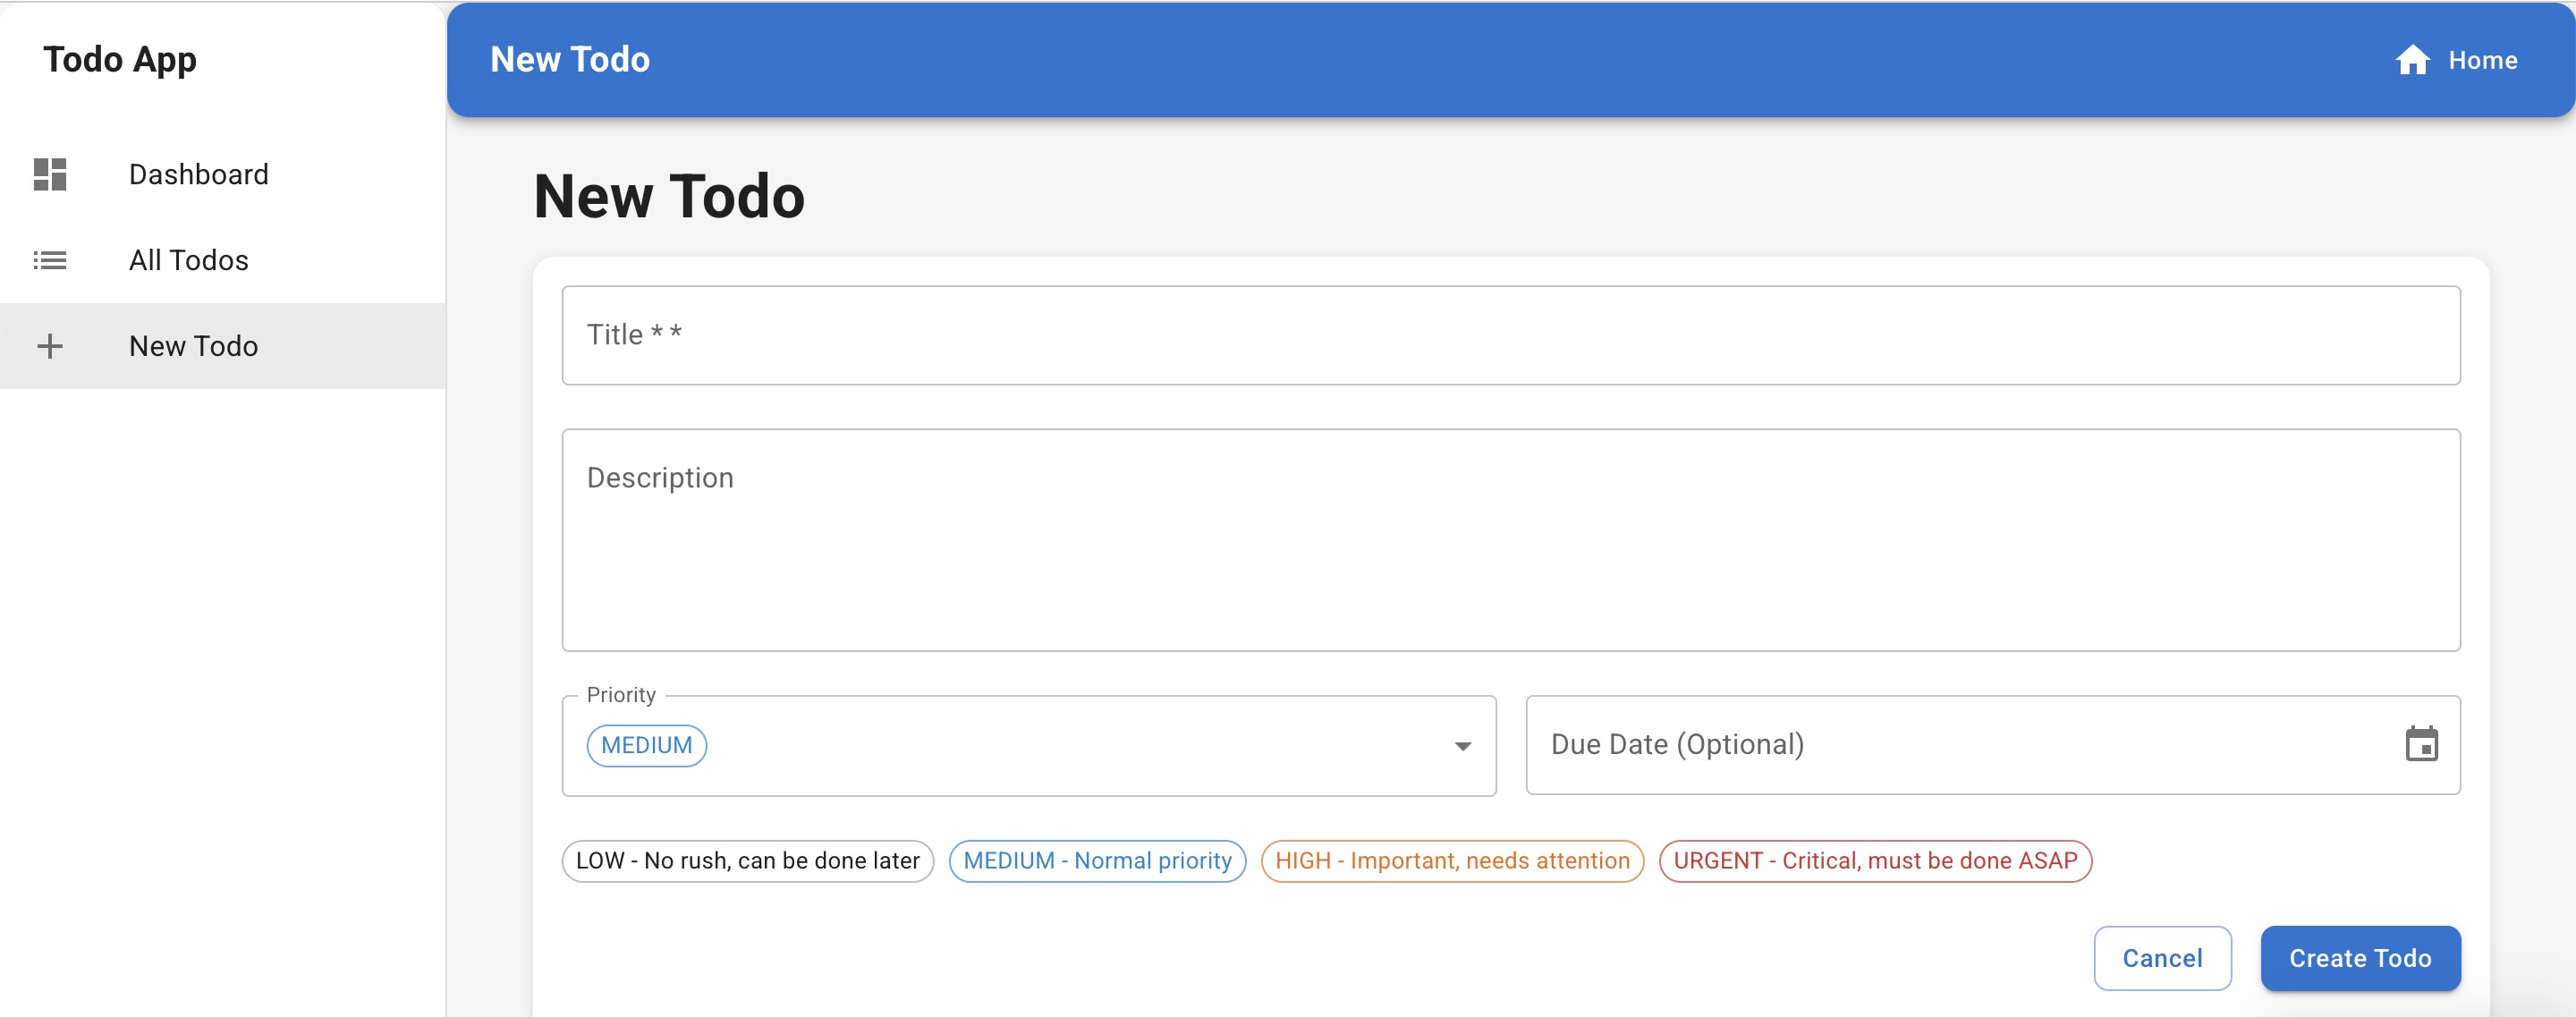 Todo App
Dashboard
All Todos
New Todo
New Todo
Home
New Todo
Title * *
Description
Priority
MEDIUM
Due Date (Optional)
LOW - No rush, can be done later
MEDIUM - Normal priority
HIGH - Important, needs attention
URGENT - Critical, must be done ASAP
Cancel
Create Todo